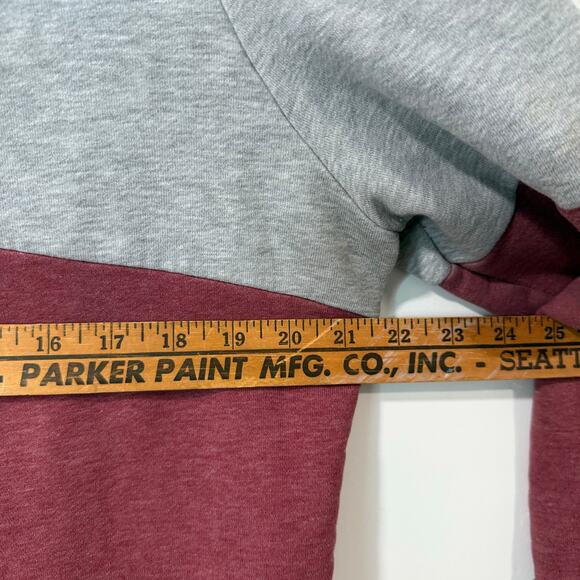 16 17 18 19 20 21 22 23 24 25
. PARKER PAINT MFG. CO., INC. - SEATT